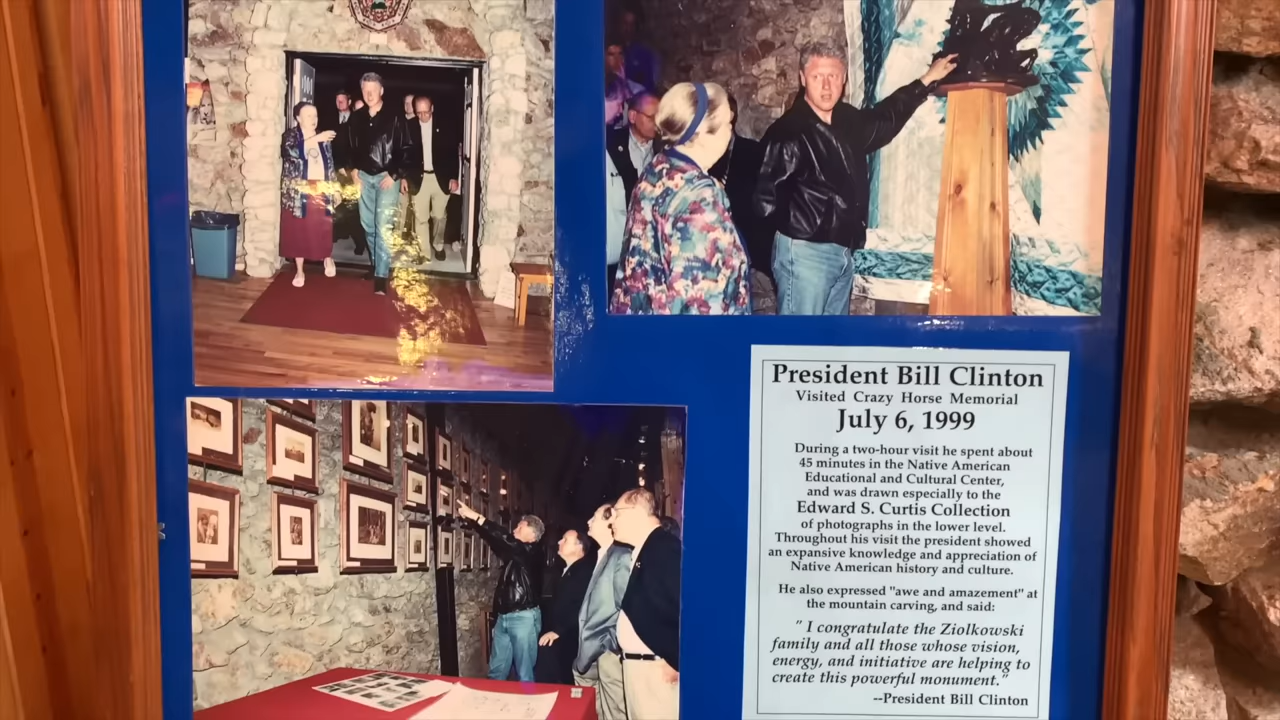 President Bill Clinton
Visited Crazy Horse Memorial
July 6, 1999
During a two-hour visit he spent about
45 minutes in the Native American
Educational and Cultural Center,
and was drawn especially to the
Edward S. Curtis Collection
of photographs in the lower level.
Throughout his visit the president showed
an expansive knowledge and appreciation of
Native American history and culture.
He also expressed "awe and amazement" at
the mountain carving, and said:
" I congratulate the Ziolkowski
family and all those whose vision,
energy, and initiative are helping to
create this powerful monument."
--President Bill Clinton